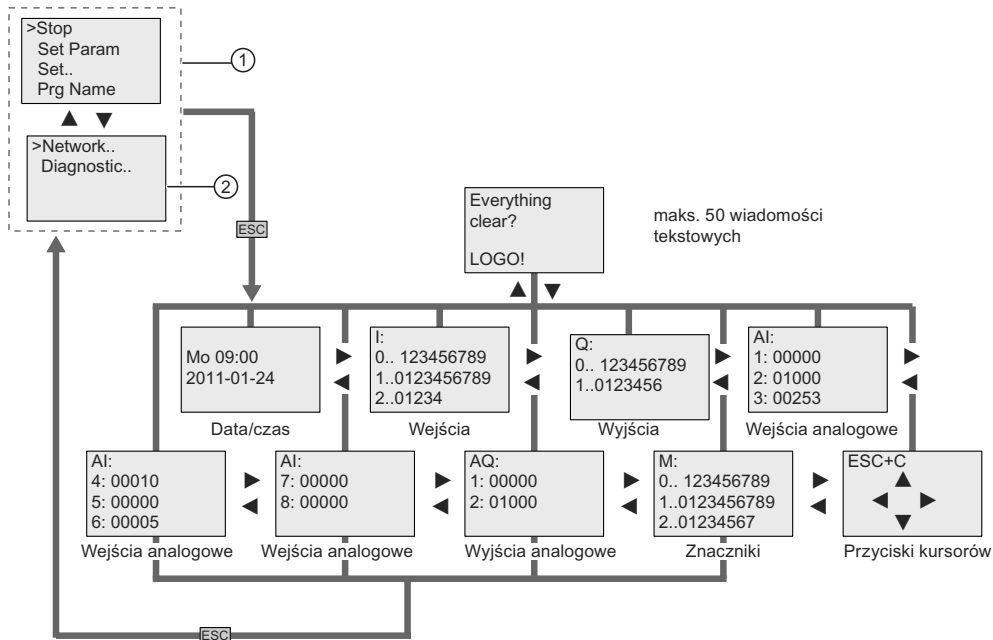 >Stop
Set Param
Set..
Prg Name
1
>Network..
Diagnostic..
2
ESC
Everything
clear?
LOGO!
maks. 50 wiadomości
tekstowych
Mo 09:00
2011-01-24
Data/czas
I:
0.. 123456789
1..0123456789
2..01234
Wejścia
Q:
0.. 123456789
1..0123456
Wyjścia
AI:
1: 00000
2: 01000
3: 00253
Wejścia analogowe
AI:
4: 00010
5: 00000
6: 00005
Wejścia analogowe
AI:
7: 00000
8: 00000
Wejścia analogowe
AQ:
1: 00000
2: 01000
Wyjścia analogowe
M:
0.. 123456789
1..0123456789
2..01234567
Znaczniki
ESC+C
Przyciski kursorów
ESC